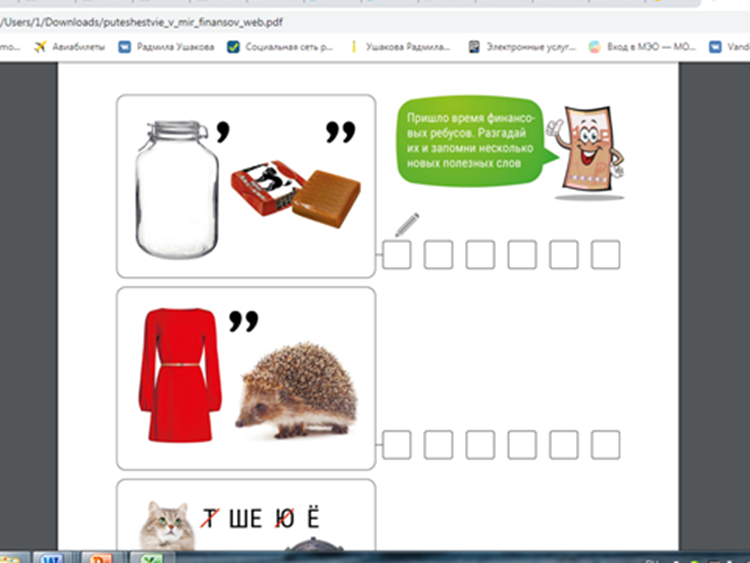 /Users/1/Downloads/puteshestvie_v_mir_finansov_web.pdf
mo... Авиабилеты Радмила Ушакова Социальная сеть р... Ушакова Радмила... Электронные услуг... Вход в МЭО — МО... Vand
Пришло время финансо-
вых ребусов. Разгадай
их и запомни несколько
новых полезных слов
Т ШЕ Ю Ё